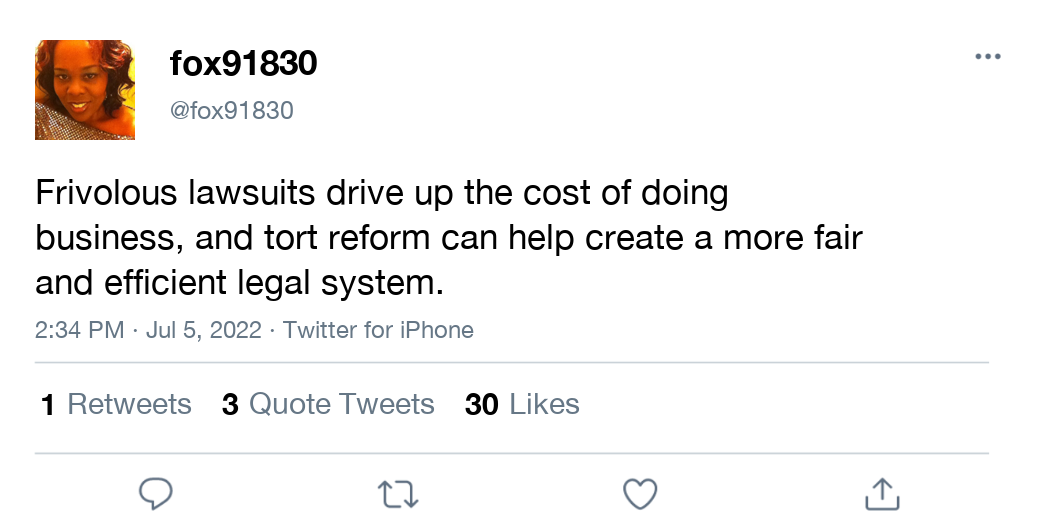 fox91830
@fox91830
Frivolous lawsuits drive up the cost of doing
business, and tort reform can help create a more fair
and efficient legal system.
2:34 PM · Jul 5, 2022 · Twitter for iPhone
1 Retweets 3 Quote Tweets 30 Likes